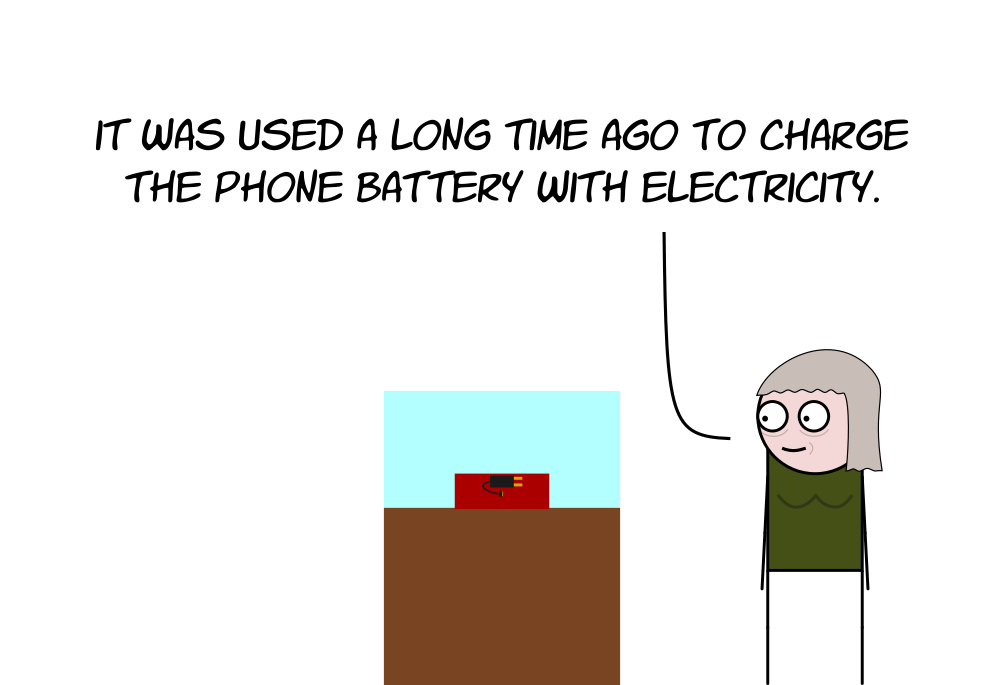 IT WAS USED A LONG TIME AGO TO CHARGE
THE PHONE BATTERY WITH ELECTRICITY.